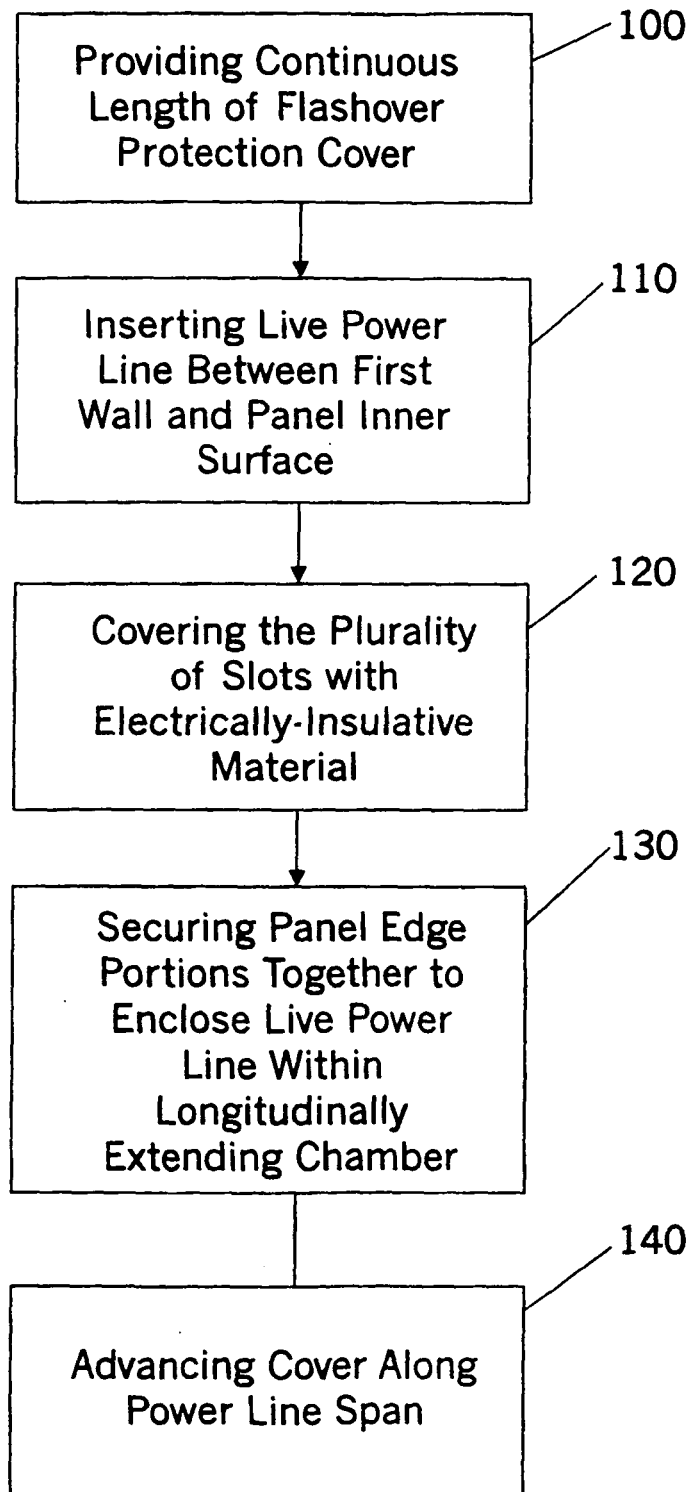 100
Providing Continuous
Length of Flashover
Protection Cover
110
Inserting Live Power
Line Between First
Wall and Panel Inner
Surface
120
Covering the Plurality
of Slots with
Electrically-Insulative
Material
130
Securing Panel Edge
Portions Together to
Enclose Live Power
Line Within
Longitudinally
Extending Chamber
140
Advancing Cover Along
Power Line Span